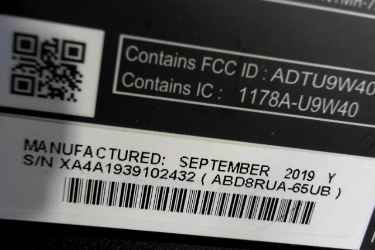 Contains FCC ID : ADTU9W40
Contains IC : 1178A-U9W40
MANUFACTURED: SEPTEMBER 2019 Y
S/N XA4A1939102432 ( ABD8RUA-65UB )